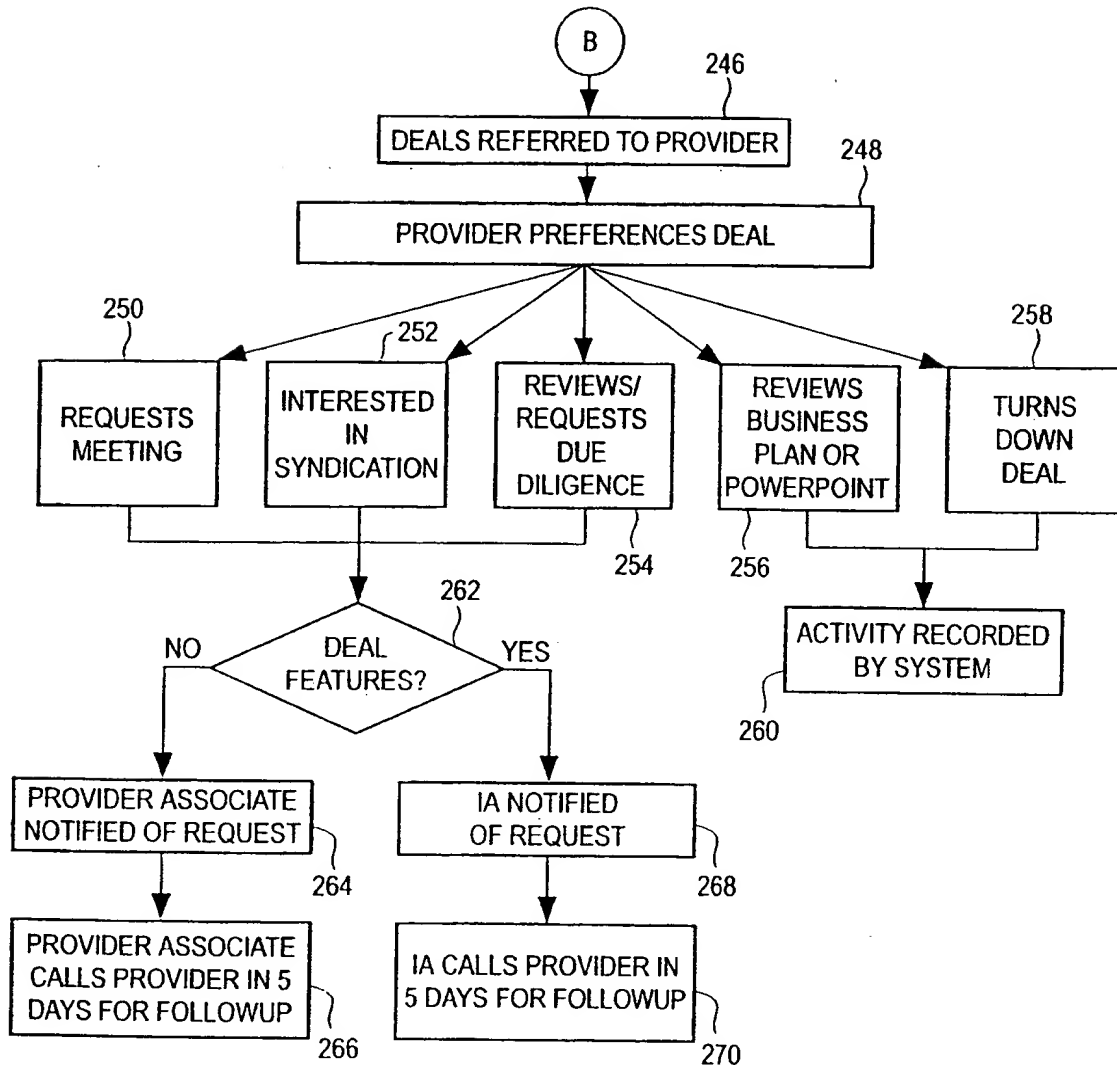 B
246
DEALS REFERRED TO PROVIDER
248
PROVIDER PREFERENCES DEAL
250
252
258
REQUESTS
MEETING
INTERESTED
IN
SYNDICATION
REVIEWS/
REQUESTS
DUE
DILIGENCE
REVIEWS
BUSINESS
PLAN OR
POWERPOINT
TURNS
DOWN
DEAL
254
256
262
DEAL
FEATURES?
NO
YES
ACTIVITY RECORDED
BY SYSTEM
260
PROVIDER ASSOCIATE
NOTIFIED OF REQUEST
264
IA NOTIFIED
OF REQUEST
268
PROVIDER ASSOCIATE
CALLS PROVIDER IN 5
DAYS FOR FOLLOWUP
266
IA CALLS PROVIDER IN
5 DAYS FOR FOLLOWUP
270